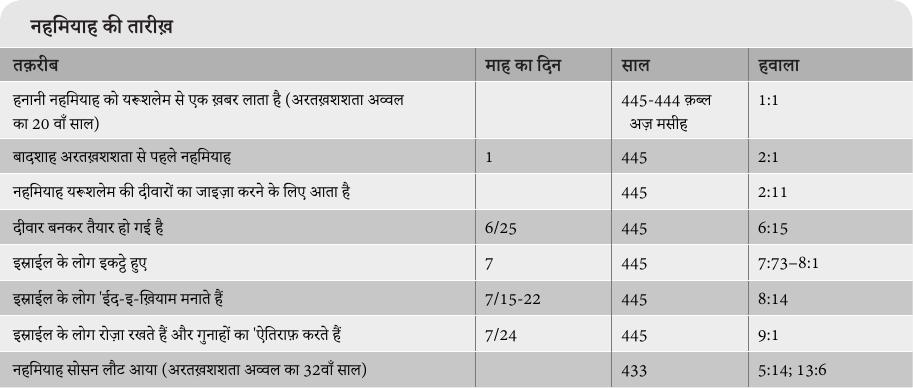 नहमियाह की तारीख़
तक़रीब माह का दिन साल हवाला
हनानी नहमियाह को यरूशलेम से एक ख़बर लाता है (अरतख़शशता अव्वल 445-444 क़ब्ल 1:1
का 20 वाँ साल) अज़ मसीह
बादशाह अरतख़शशता से पहले नहमियाह 1 445 2:1
नहमियाह यरूशलेम की दीवारों का जाइज़ा करने के लिए आता है 445 2:11
दीवार बनकर तैयार हो गई है 6/25 445 6:15
इस्राईल के लोग इकट्ठे हुए 7 445 7:73–8:1
इस्राईल के लोग 'ईद-इ-ख़ियाम मनाते हैं 7/15-22 445 8:14
इस्राईल के लोग रोज़ा रखते हैं और गुनाहों का 'ऐतिराफ़ करते हैं 7/24 445 9:1
नहमियाह सोसन लौट आया (अरतख़शशता अव्वल का 32वाँ साल) 433 5:14; 13:6